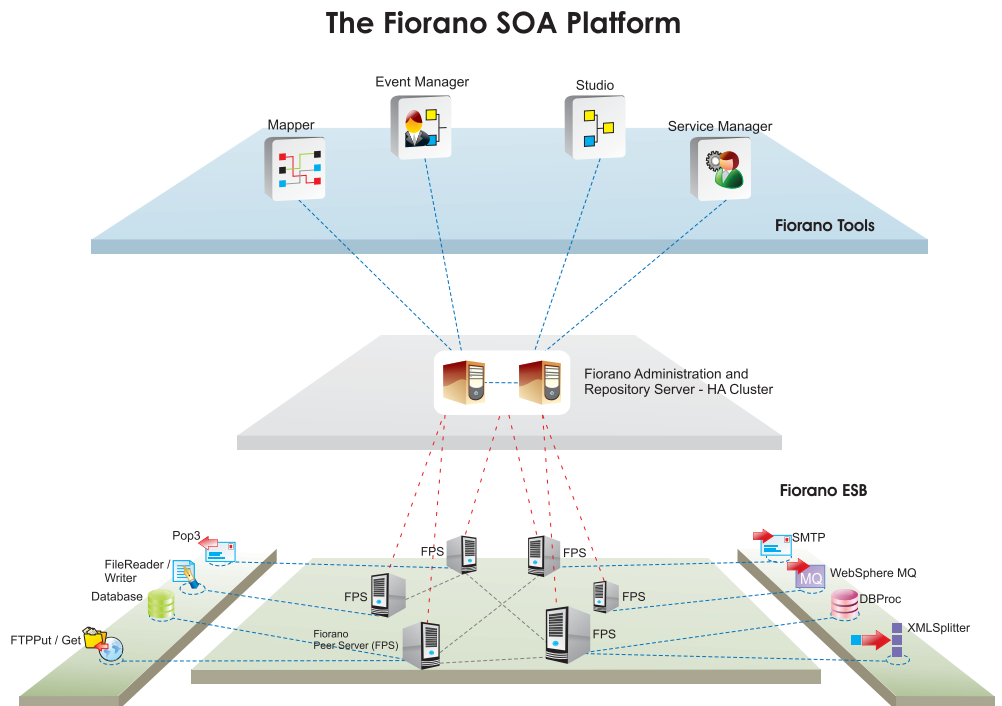 The Fiorano SOA Platform
Event Manager
Studio
Mapper
Service Manager
Fiorano Tools
Fiorano Administration and
Repository Server - HA Cluster
Fiorano ESB
Pop3
FPS
FPS
SMTP
FileReader /
Writer
WebSphere MQ
Database
FPS
FPS
MQ
DBProc
FTPPut / Get
Fiorano
Peer Server (FPS)
FPS
XMLSplitter